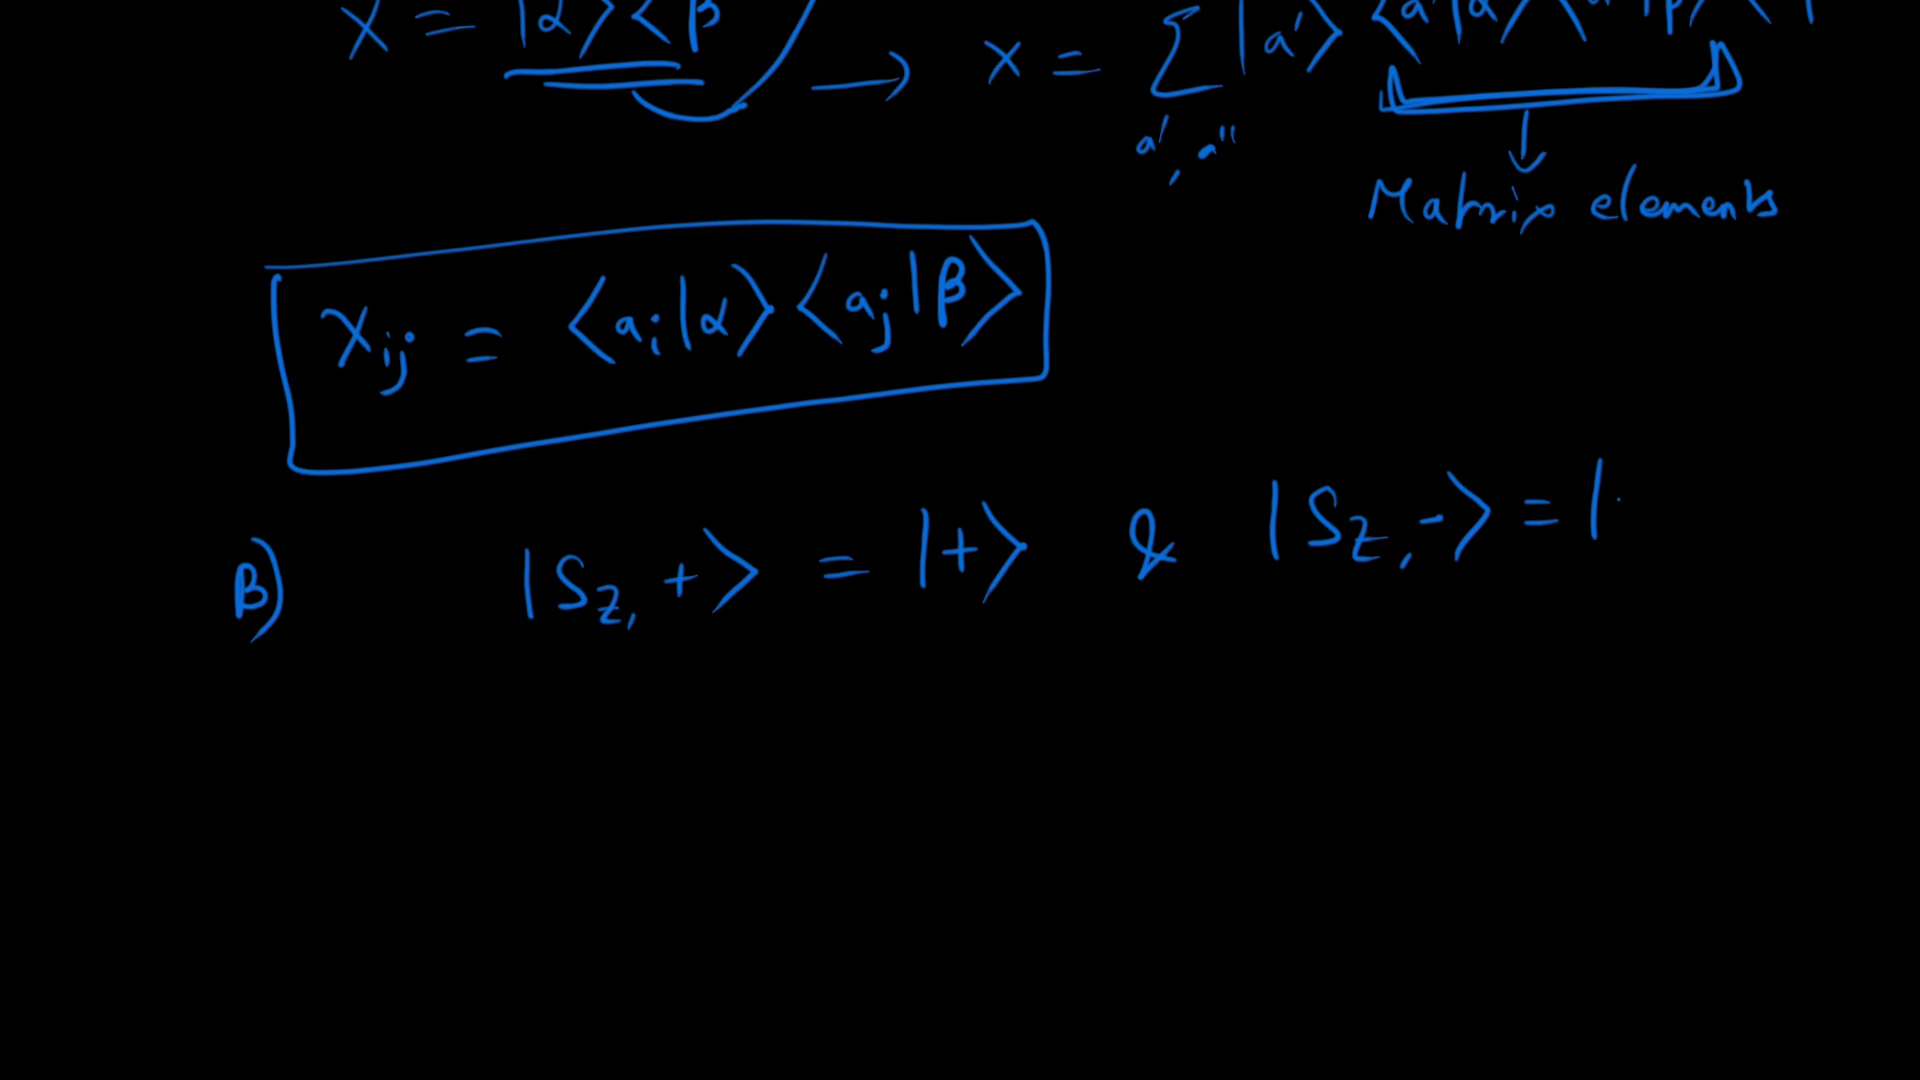 X = |α><β
→ X = Σ |a'> <a'|α> <a''|β> <
a', a''
Matrix elements
X_ij = <a_i|α> <a_j|β>
B) |S_z, +> = |+> & |S_z, -> = |